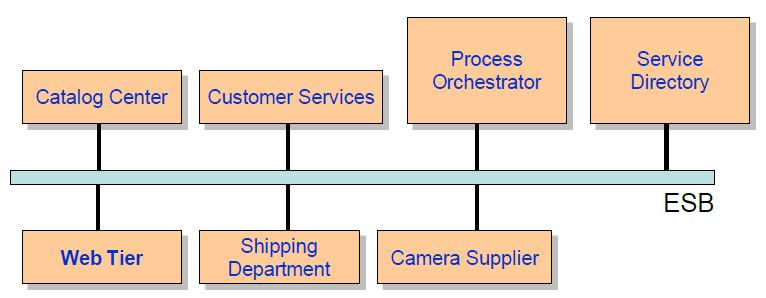 Catalog Center
Customer Services
Process
Orchestrator
Service
Directory
ESB
Web Tier
Shipping
Department
Camera Supplier